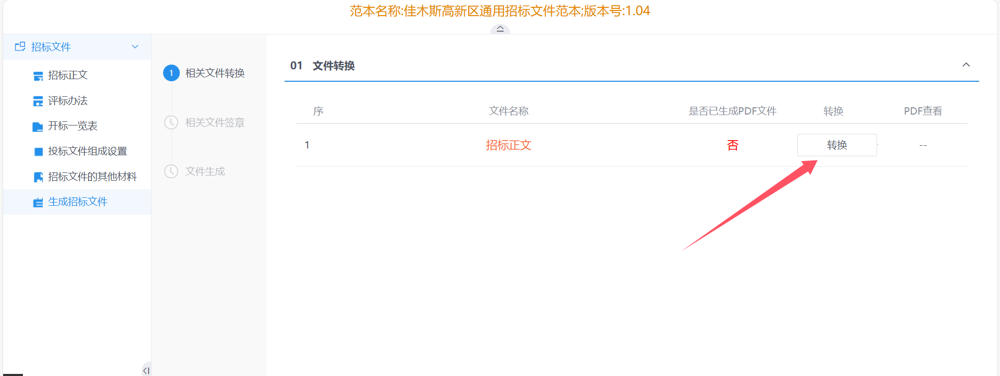 范本名称:佳木斯高新区通用招标文件范本;版本号:1.04
招标文件
招标正文
评标办法
开标一览表
投标文件组成设置
招标文件的其他材料
生成招标文件
1 相关文件转换
相关文件签章
文件生成
01 文件转换
序 文件名称 是否已生成PDF文件 转换 PDF查看
1 招标正文 否 转换 --